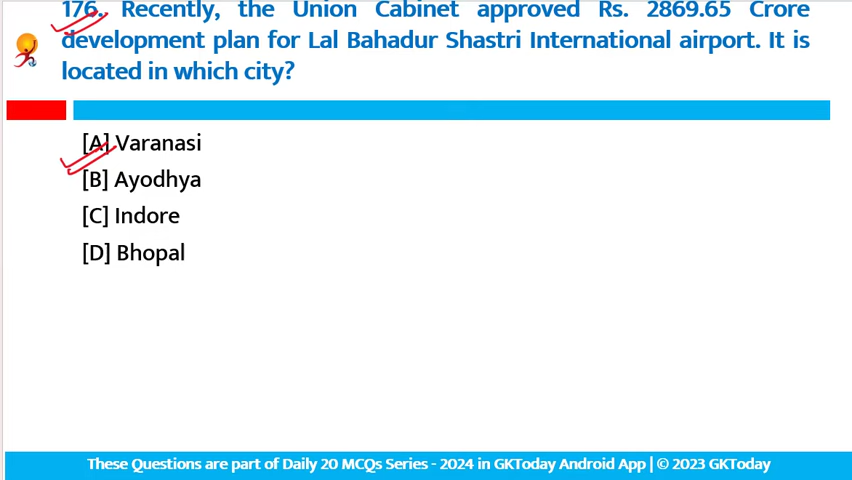 176. Recently, the Union Cabinet approved Rs. 2869.65 Crore
development plan for Lal Bahadur Shastri International airport. It is
located in which city?
[A] Varanasi
[B] Ayodhya
[C] Indore
[D] Bhopal
These Questions are part of Daily 20 MCQs Series - 2024 in GKToday Android App | © 2023 GKToday